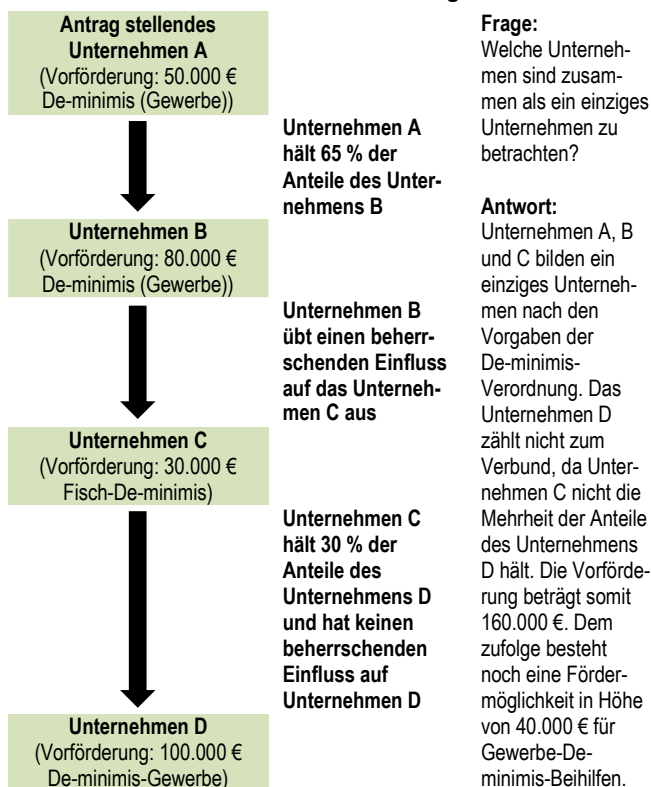 Antrag stellendes
Unternehmen A
(Vorförderung: 50.000 €
De-minimis (Gewerbe))
Unternehmen A
hält 65 % der
Anteile des Unter-
nehmens B
Unternehmen B
(Vorförderung: 80.000 €
De-minimis (Gewerbe))
Unternehmen B
übt einen beherr-
schenden Einfluss
auf das Unterneh-
men C aus
Unternehmen C
(Vorförderung: 30.000 €
Fisch-De-minimis)
Unternehmen C
hält 30 % der
Anteile des
Unternehmens D
und hat keinen
beherrschenden
Einfluss auf
Unternehmen D
Unternehmen D
(Vorförderung: 100.000 €
De-minimis-Gewerbe)
Frage:
Welche Unterneh-
men sind zusam-
men als ein einziges
Unternehmen zu
betrachten?
Antwort:
Unternehmen A, B
und C bilden ein
einziges Unterneh-
men nach den
Vorgaben der
De-minimis-
Verordnung. Das
Unternehmen D
zählt nicht zum
Verbund, da Unter-
nehmen C nicht die
Mehrheit der Anteile
des Unternehmens
D hält. Die Vorförde-
rung beträgt somit
160.000 €. Dem
zufolge besteht
noch eine Förder-
möglichkeit in Höhe
von 40.000 € für
Gewerbe-De-
minimis-Beihilfen.